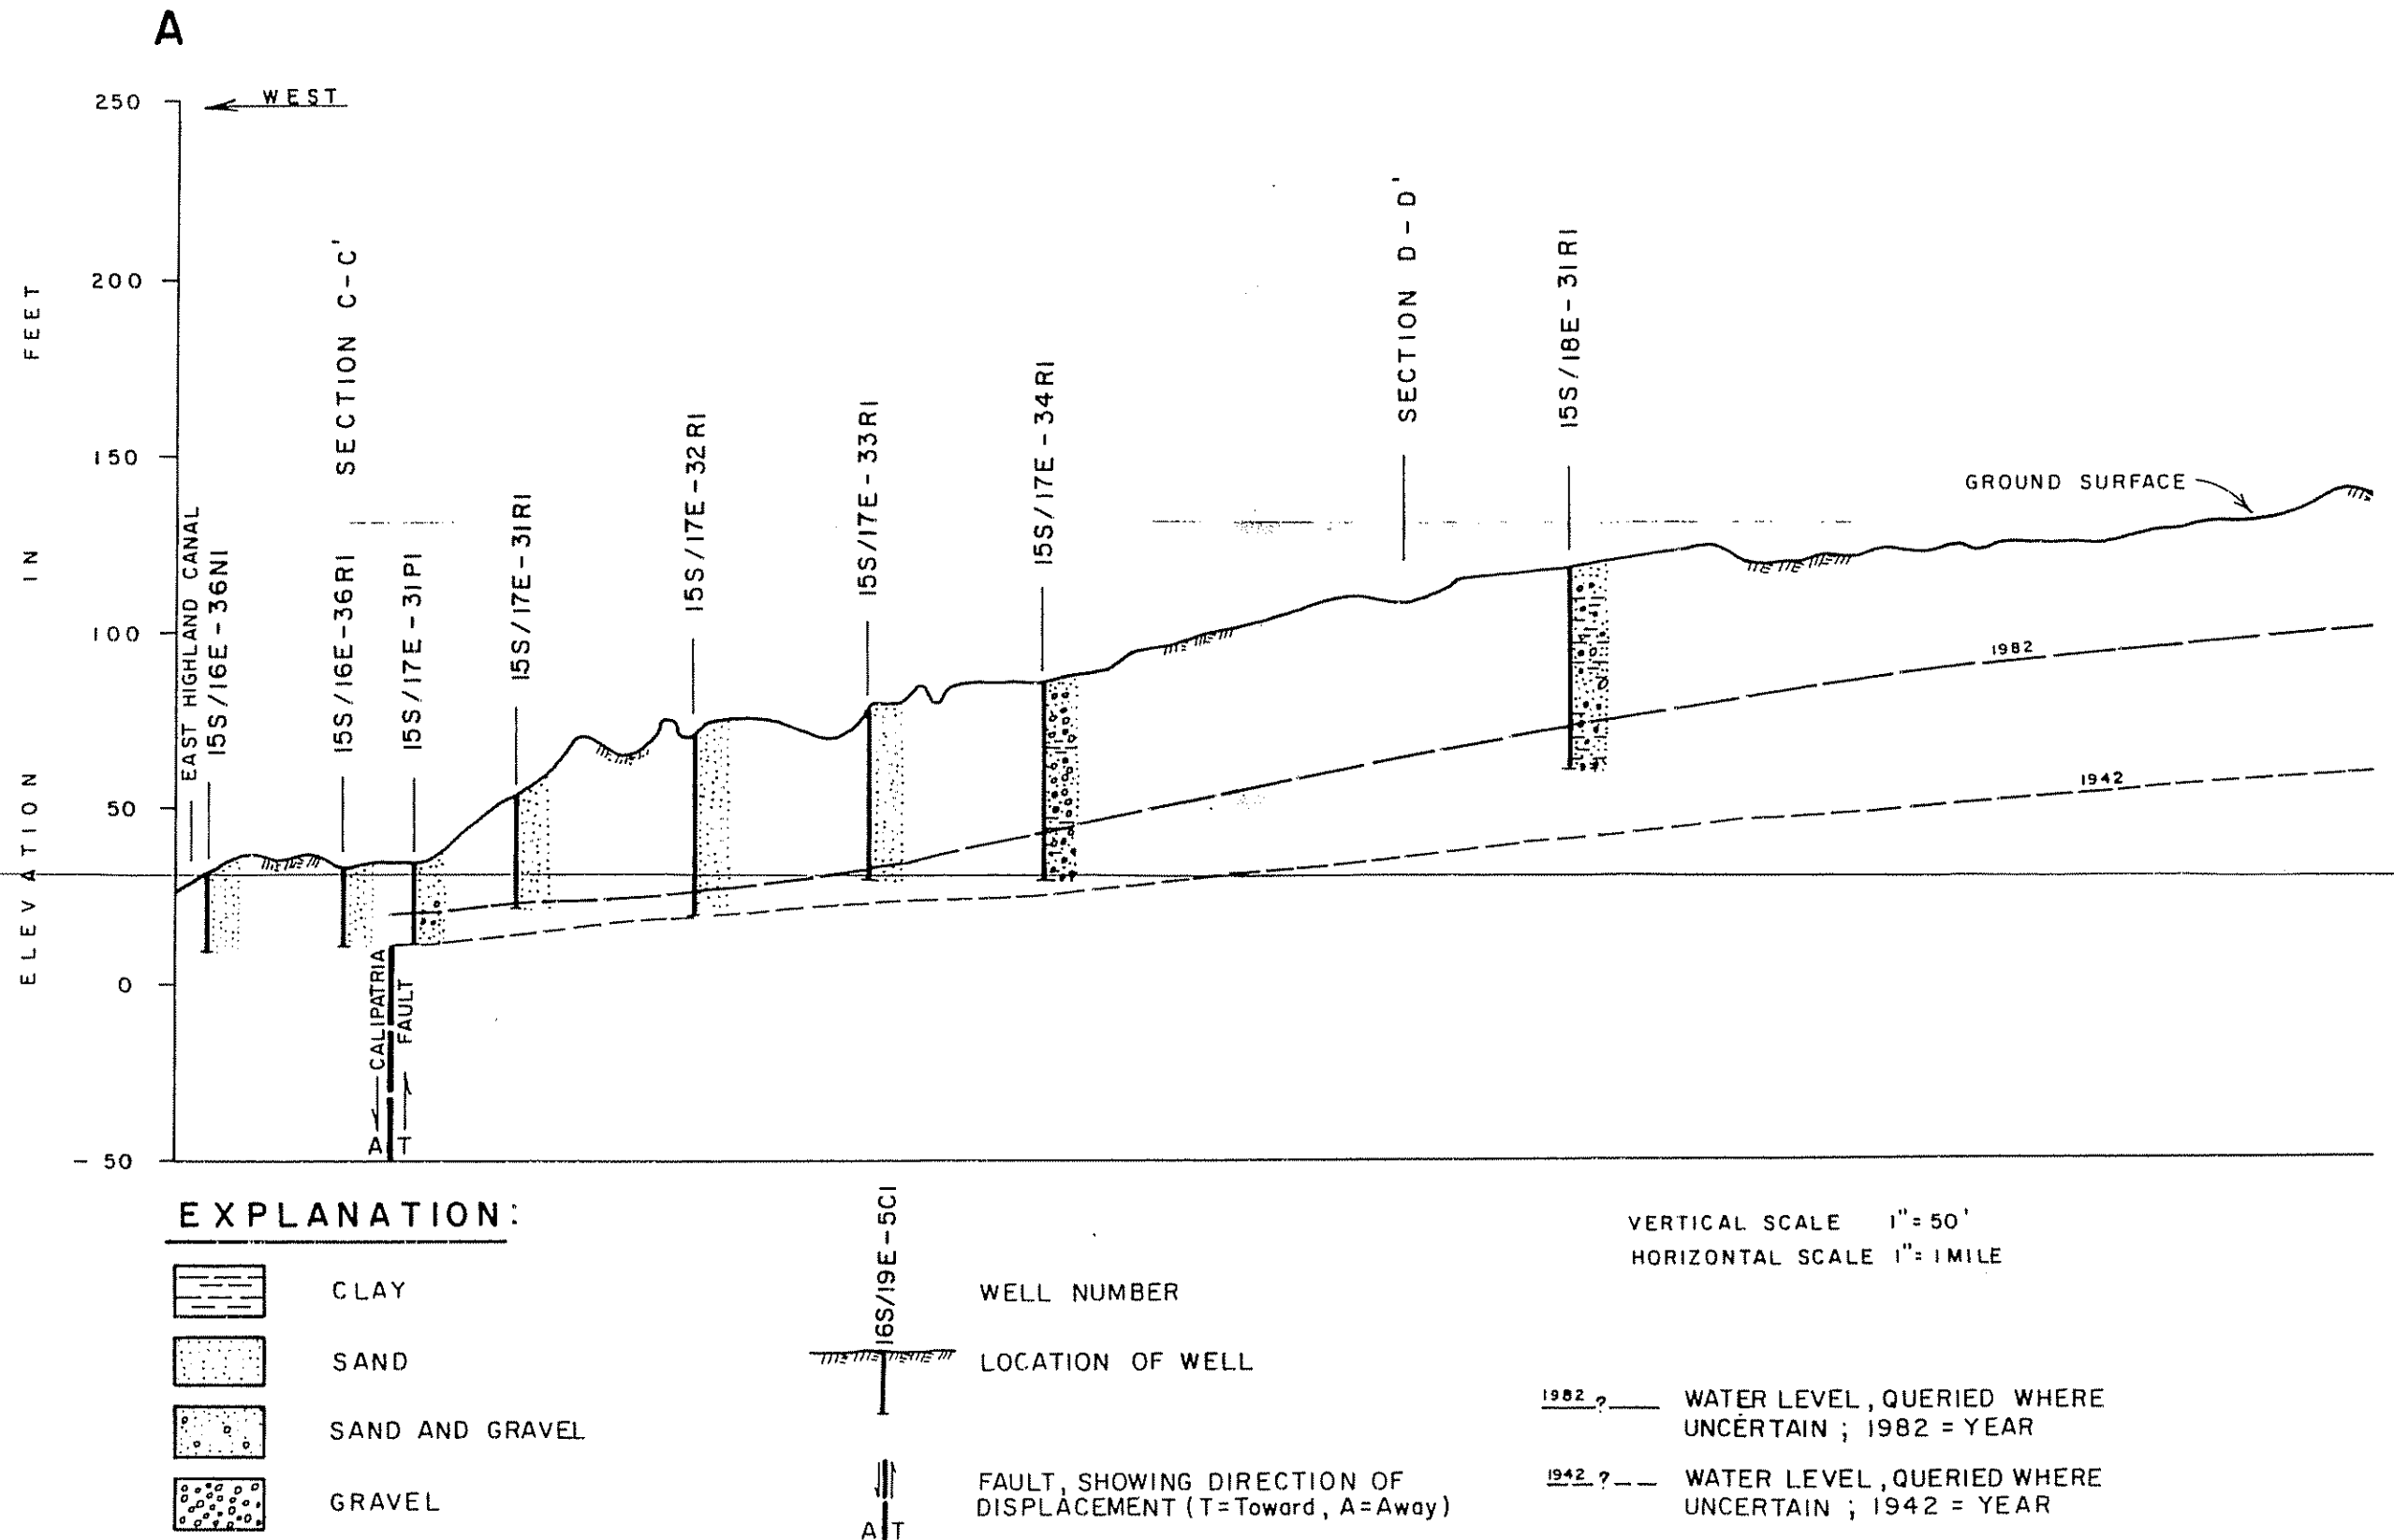 A
WEST
250
200
150
100
50
0
- 50
ELEVATION IN FEET
EAST HIGHLAND CANAL
15S/16E-36N1
15S/16E-36R1
SECTION C-C'
15S/17E-31P1
15S/17E-31R1
15S/17E-32R1
15S/17E-33R1
15S/17E-34R1
SECTION D-D'
15S/18E-31R1
GROUND SURFACE
1982
1942
CALIPATRIA
FAULT
A T
EXPLANATION:
CLAY
SAND
SAND AND GRAVEL
GRAVEL
16S/19E-5C1
WELL NUMBER
LOCATION OF WELL
FAULT, SHOWING DIRECTION OF
DISPLACEMENT (T=Toward, A=Away)
A T
VERTICAL SCALE 1"=50'
HORIZONTAL SCALE 1"=1MILE
1982 ?
WATER LEVEL, QUERIED WHERE
UNCERTAIN ; 1982 = YEAR
1942 ?
WATER LEVEL, QUERIED WHERE
UNCERTAIN ; 1942 = YEAR